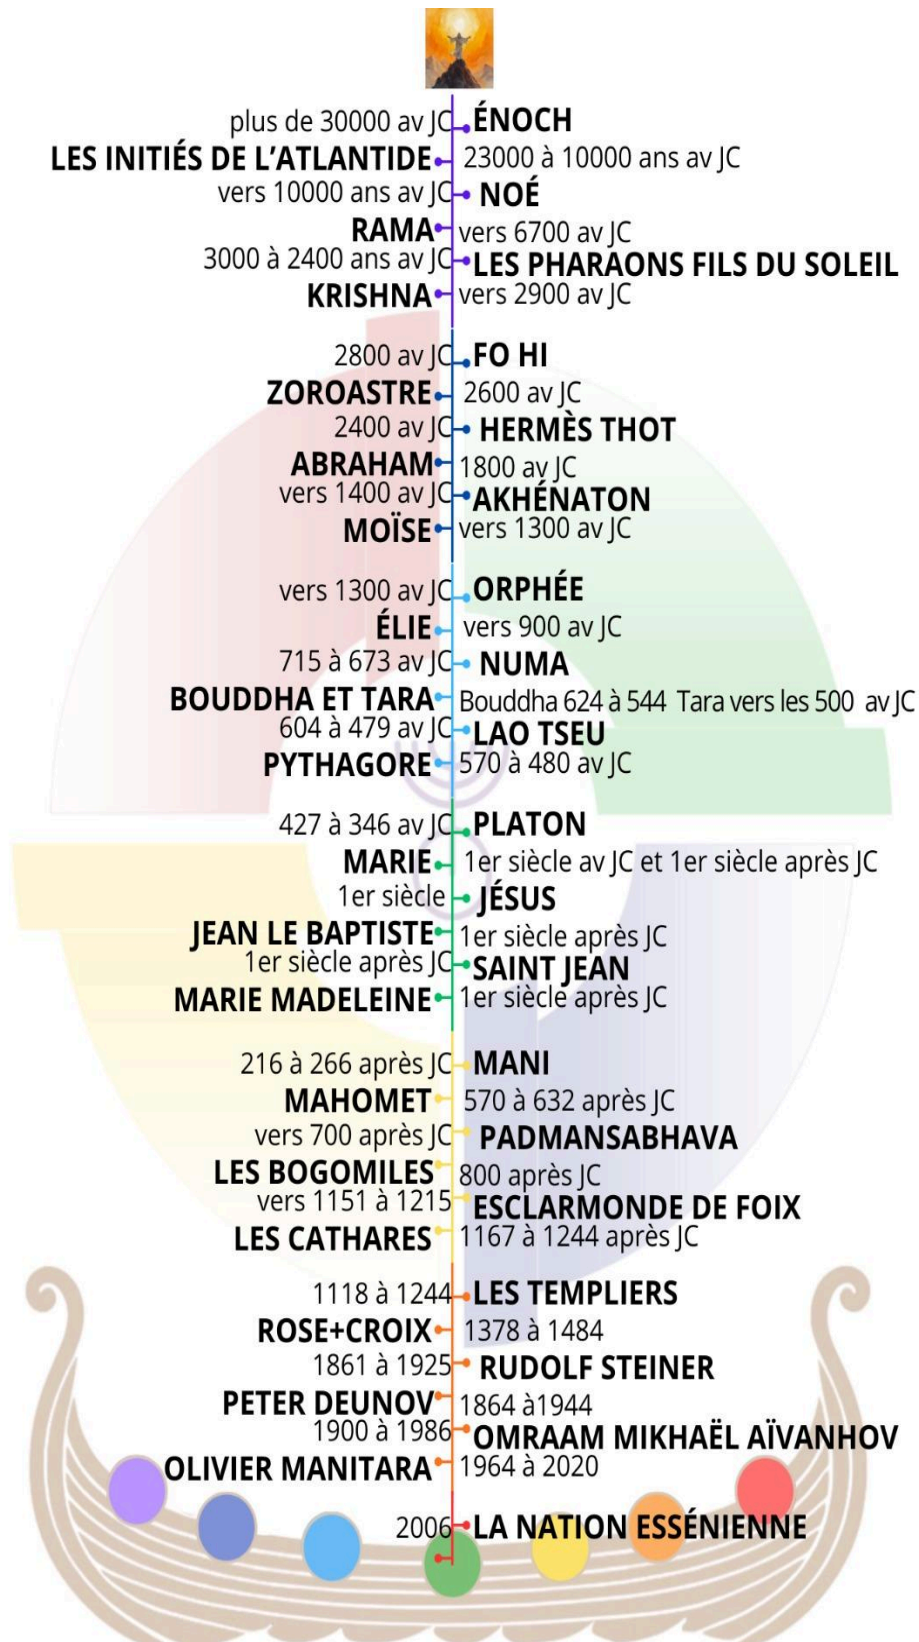 plus de 30000 av JC ÉNOCH
LES INITIÉS DE L'ATLANTIDE 23000 à 10000 ans av JC
vers 10000 ans av JC NOÉ
RAMA vers 6700 av JC
3000 à 2400 ans av JC LES PHARAONS FILS DU SOLEIL
KRISHNA vers 2900 av JC
2800 av JC FO HI
ZOROASTRE 2600 av JC
2400 av JC HERMÈS THOT
ABRAHAM 1800 av JC
vers 1400 av JC AKHÉNATON
MOÏSE vers 1300 av JC
vers 1300 av JC ORPHÉE
ÉLIE vers 900 av JC
715 à 673 av JC NUMA
BOUDDHA ET TARA Bouddha 624 à 544 Tara vers les 500 av JC
604 à 479 av JC LAO TSEU
PYTHAGORE 570 à 480 av JC
427 à 346 av JC PLATON
MARIE 1er siècle av JC et 1er siècle après JC
1er siècle JÉSUS
JEAN LE BAPTISTE 1er siècle après JC
1er siècle après JC SAINT JEAN
MARIE MADELEINE 1er siècle après JC
216 à 266 après JC MANI
MAHOMET 570 à 632 après JC
vers 700 après JC PADMANSABHAVA
LES BOGOMILES 800 après JC
vers 1151 à 1215 ESCLARMONDE DE FOIX
LES CATHARES 1167 à 1244 après JC
1118 à 1244 LES TEMPLIERS
ROSE+CROIX 1378 à 1484
1861 à 1925 RUDOLF STEINER
PETER DEUNOV 1864 à1944
1900 à 1986 OMRAAM MIKHAËL AÏVANHOV
OLIVIER MANITARA 1964 à 2020
2006 LA NATION ESSÉNIENNE